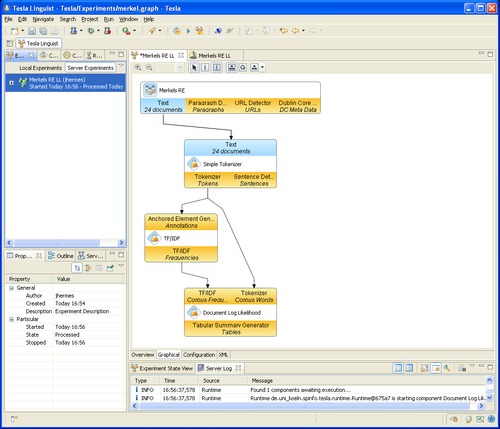 Tesla Linguist - Tesla/Experiments/merkel.graph - Tesla
File Edit Navigate Search Project Run Window Help
Tesla Linguist
E... C... C... R...
Local Experiments Server Experiments
Merkels RE LL (jhermes)
Started Today 16:56 - Processed Today
*Merkels RE LL Merkels RE LL
Merkels RE
Text Paragraph D... URL Detector Dublin Core ...
24 documents Paragraphs URLs DC Meta Data
Text
24 documents
Simple Tokenizer
Tokenizer Sentence Det...
Tokens Sentences
Anchored Element Gen...
Annotations
TF/IDF
TF/IDF
Frequencies
TF/IDF Tokenizer
Corpus Frequ... Corpus Words
Document Log Likelihood
Tabular Summary Generator
Tables
Overview Graphical Configuration XML
Prop... Outline Serv...
Property Value
General
Author jhermes
Created Today 16:54
Description Experiment Description
Particular
Started Today 16:56
State Processed
Stopped Today 16:56
Experiment State View Server Log
Type Time Source Message
INFO 16:56:37,578 Runtime Found 1 components awaiting execution...
INFO 16:56:37,578 Runtime Runtime de.uni_koeln.spinfo.tesla.runtime.Runtime@675a7 is starting component Document Log Lik